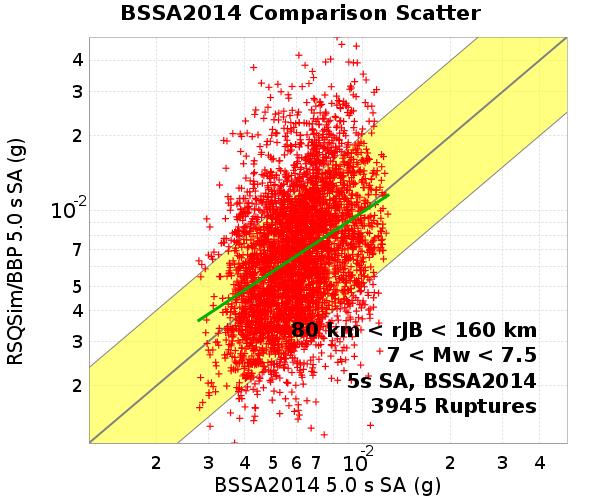 BSSA2014 Comparison Scatter
RSQSim/BBP 5.0 s SA (g)
4
3
2
10-2
7
5
4
3
2
80 km < rJB < 160 km
7 < Mw < 7.5
5s SA, BSSA2014
3945 Ruptures
2 3 4 5 6 7 10-2 2 3 4
BSSA2014 5.0 s SA (g)